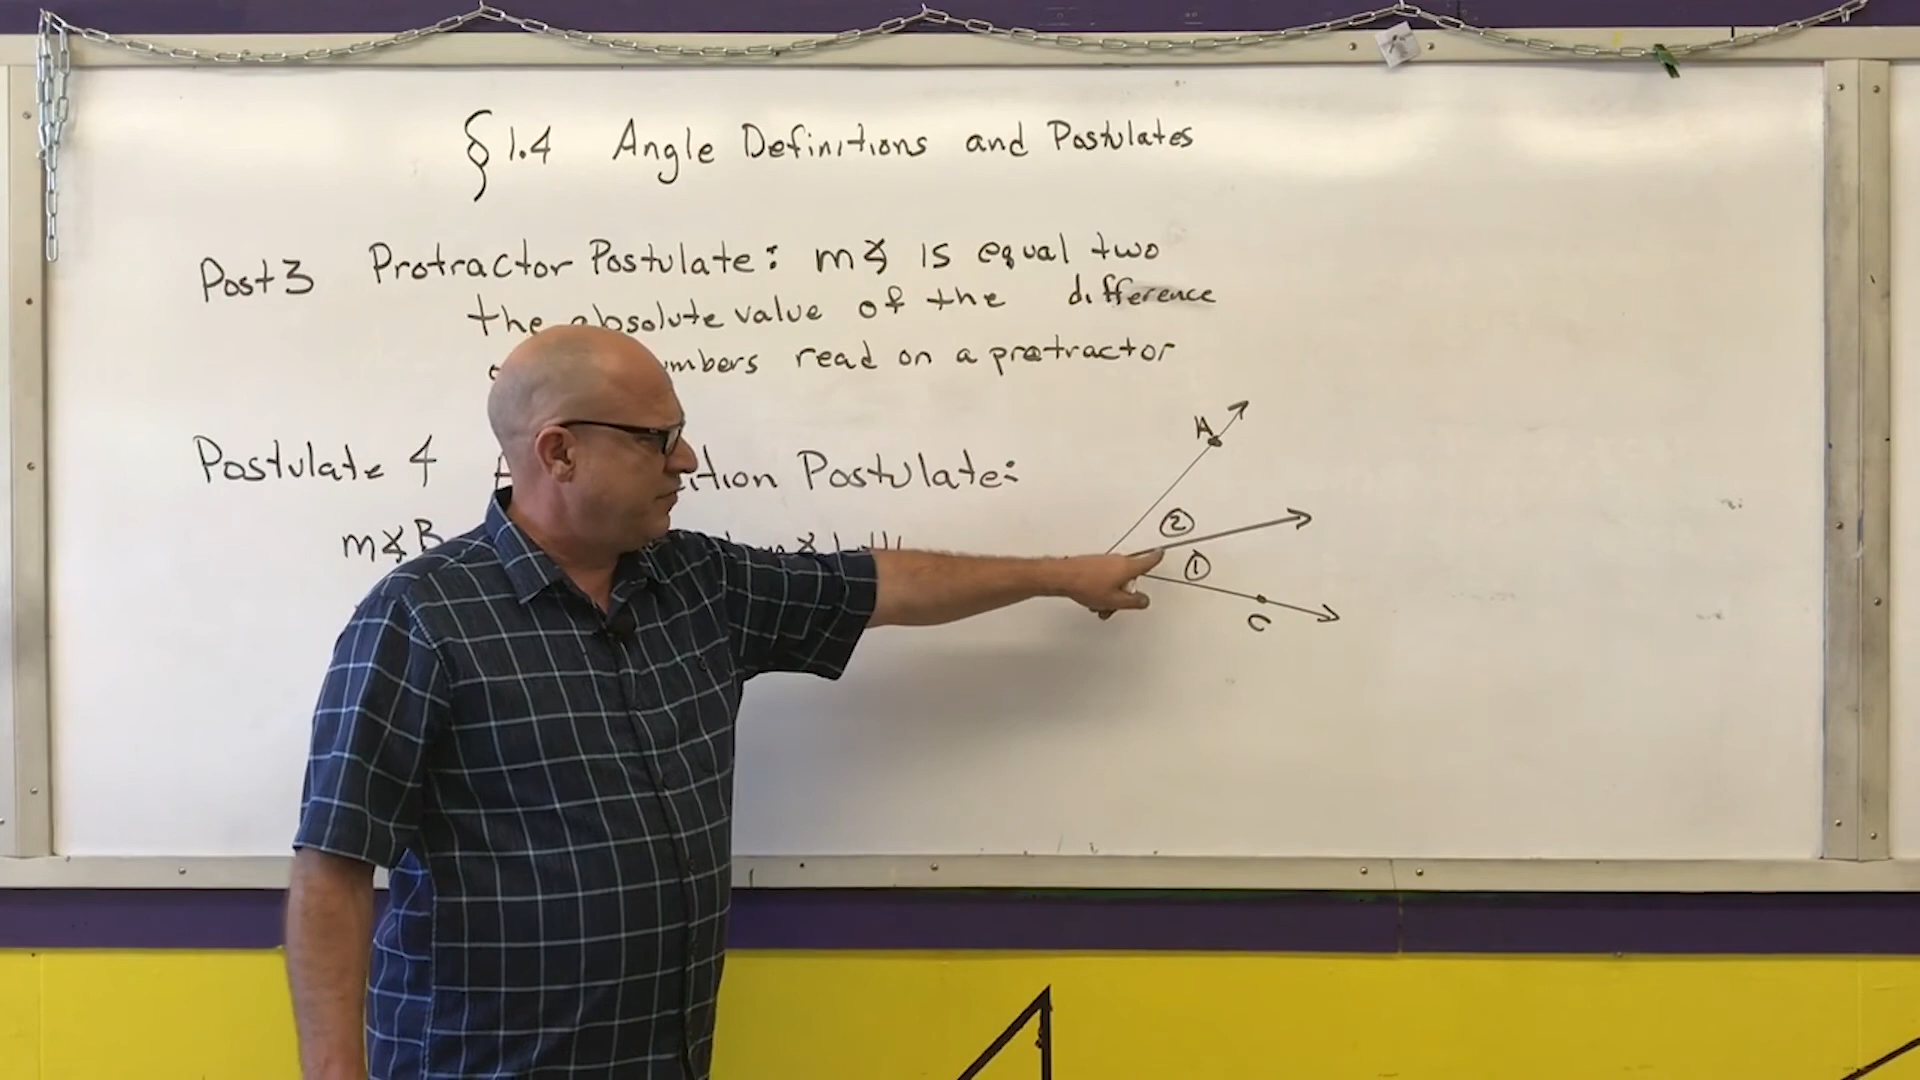 § 1.4 Angle Definitions and Postulates
Post 3 Protractor Postulate: m∡ is equal two
the absolute value of the difference
read on a protractor
Postulate 4 Postulate:
m∡B
A
②
①
C